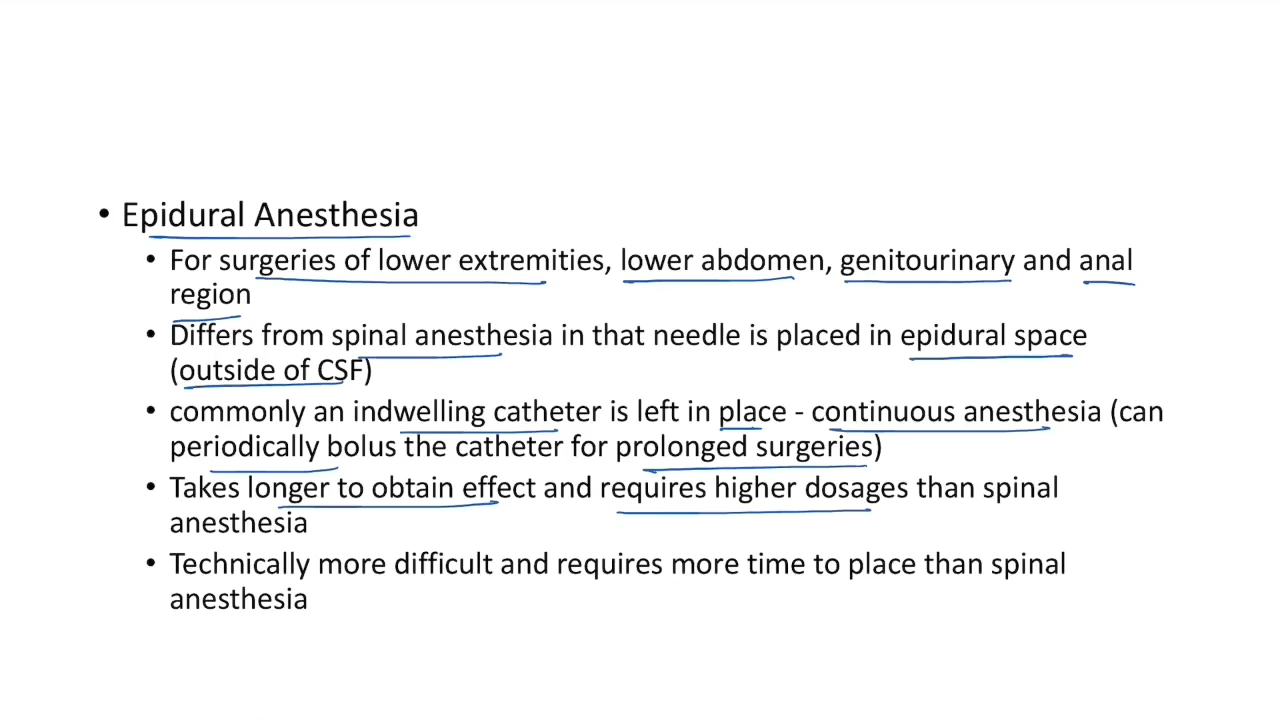 • Epidural Anesthesia
• For surgeries of lower extremities, lower abdomen, genitourinary and anal
region
• Differs from spinal anesthesia in that needle is placed in epidural space
(outside of CSF)
• commonly an indwelling catheter is left in place - continuous anesthesia (can
periodically bolus the catheter for prolonged surgeries)
• Takes longer to obtain effect and requires higher dosages than spinal
anesthesia
• Technically more difficult and requires more time to place than spinal
anesthesia